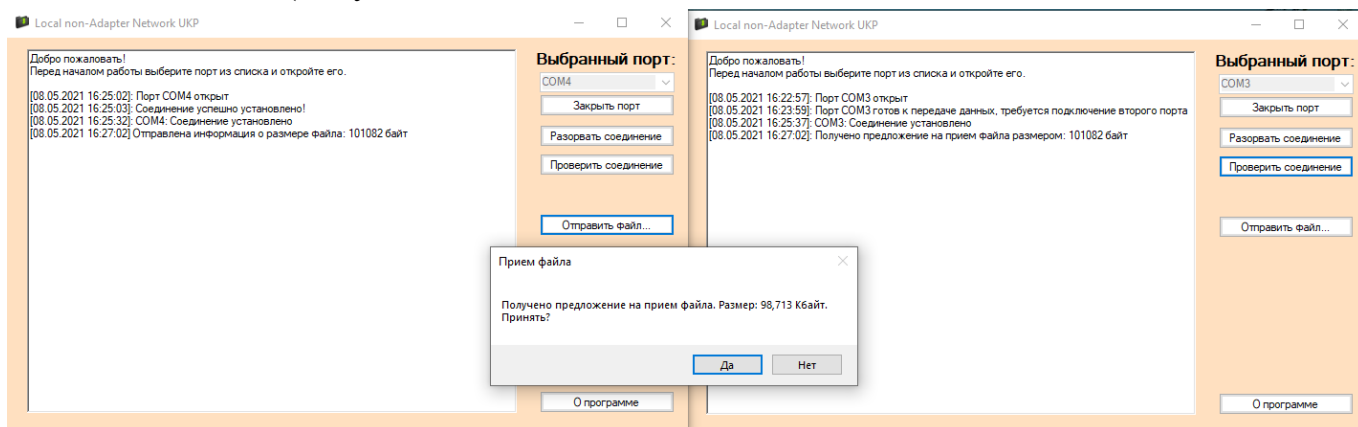 Local non-Adapter Network UKP
Добро пожаловать!
Перед началом работы выберите порт из списка и откройте его.
[08.05.2021 16:25:02]: Порт COM4 открыт
[08.05.2021 16:25:03]: Соединение успешно установлено!
[08.05.2021 16:25:32]: COM4: Соединение установлено
[08.05.2021 16:27:02] Отправлена информация о размере файла: 101082 байт
Выбранный порт:
COM4
Закрыть порт
Разорвать соединение
Проверить соединение
Отправить файл...
О программе
Local non-Adapter Network UKP
Добро пожаловать!
Перед началом работы выберите порт из списка и откройте его.
[08.05.2021 16:22:57]: Порт COM3 открыт
[08.05.2021 16:23:59]: Порт COM3 готов к передаче данных, требуется подключение второго порта
[08.05.2021 16:25:37]: COM3: Соединение установлено
[08.05.2021 16:27:02]: Получено предложение на прием файла размером: 101082 байт
Выбранный порт:
COM3
Закрыть порт
Разорвать соединение
Проверить соединение
Отправить файл...
О программе
Прием файла
Получено предложение на прием файла. Размер: 98,713 Кбайт.
Принять?
Да
Нет